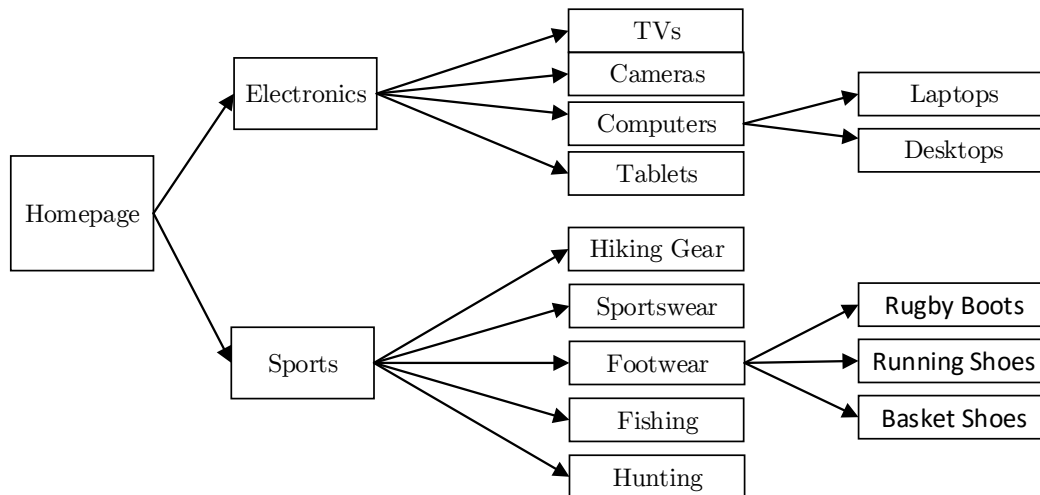 Homepage
Electronics
TVs
Cameras
Computers
Tablets
Laptops
Desktops
Sports
Hiking Gear
Sportswear
Footwear
Fishing
Hunting
Rugby Boots
Running Shoes
Basket Shoes